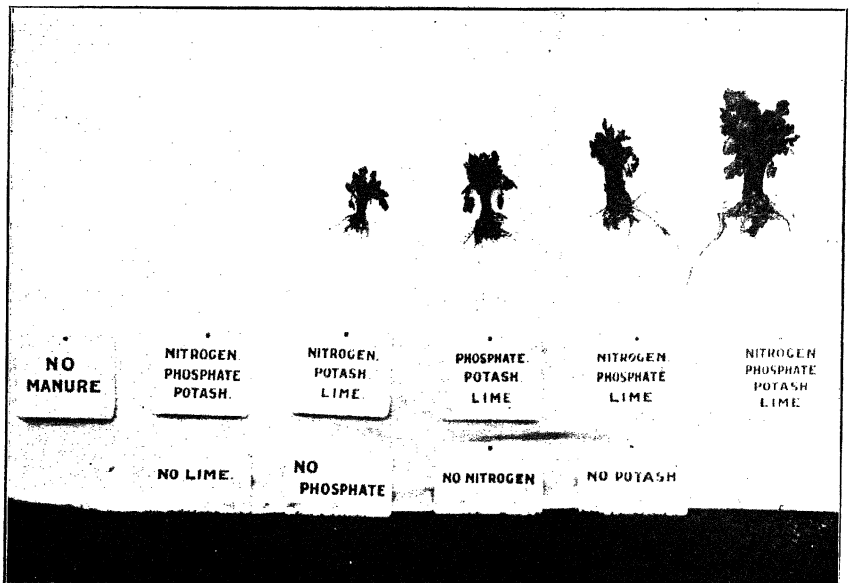 NO
MANURE
NITROGEN.
PHOSPHATE
POTASH.
NITROGEN.
POTASH.
LIME.
PHOSPHATE.
POTASH.
LIME
NITROGEN.
PHOSPHATE
LIME
NITROGEN
PHOSPHATE
POTASH
LIME
NO LIME.
NO
PHOSPHATE
NO NITROGEN
NO POTASH